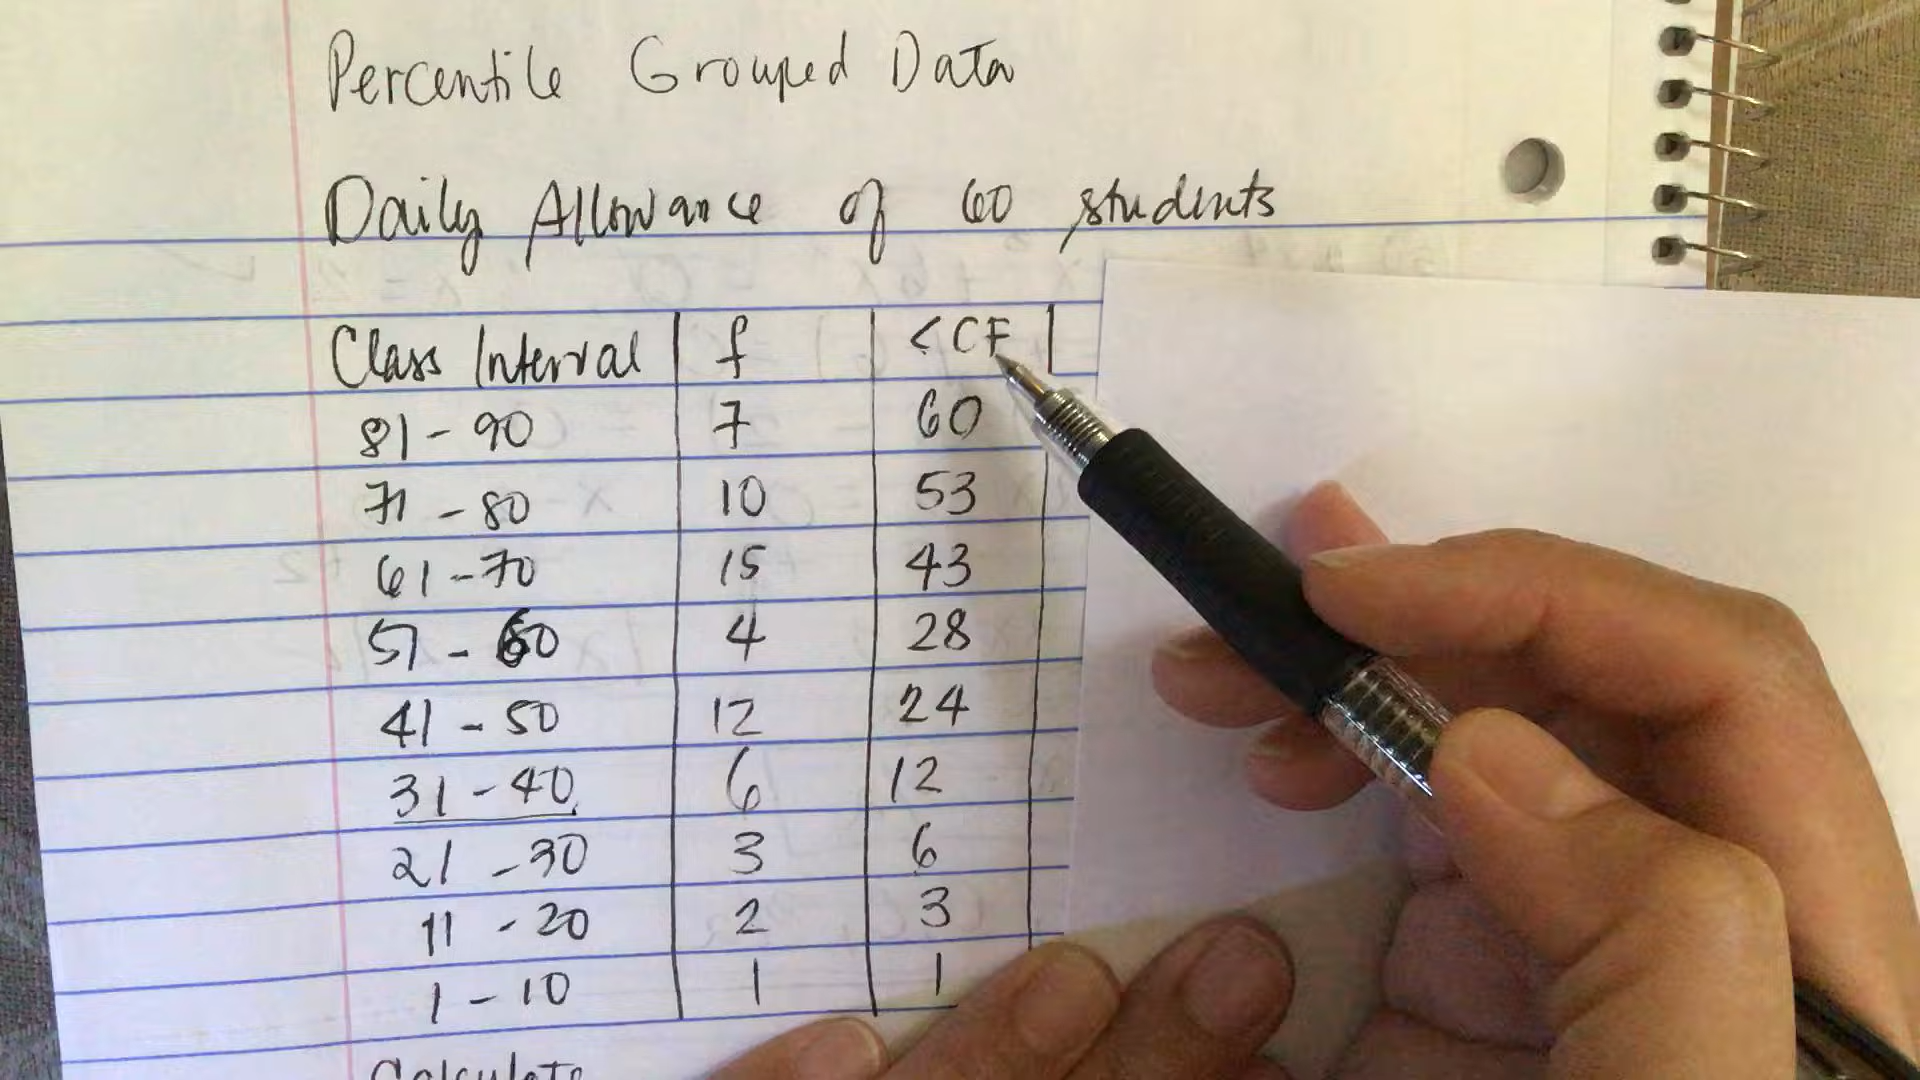 Percentile Grouped Data
Daily Allowance of 60 students
Class Interval f <CF
81 - 90 7 60
71 - 80 10 53
61 - 70 15 43
51 - 60 4 28
41 - 50 12 24
31 - 40 6 12
21 - 30 3 6
11 - 20 2 3
1 - 10 1 1
Calculate